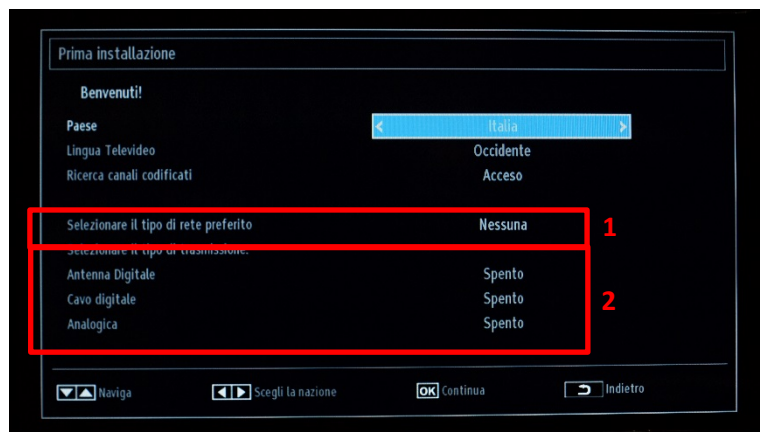 Prima installazione
Benvenuti!
Paese < Italia >
Lingua Televideo Occidente
Ricerca canali codificati Acceso
Selezionare il tipo di rete preferito Nessuna 1
Selezionare il tipo di trasmissione:
Antenna Digitale Spento
Cavo digitale Spento 2
Analogica Spento
Naviga Scegli la nazione OK Continua Indietro